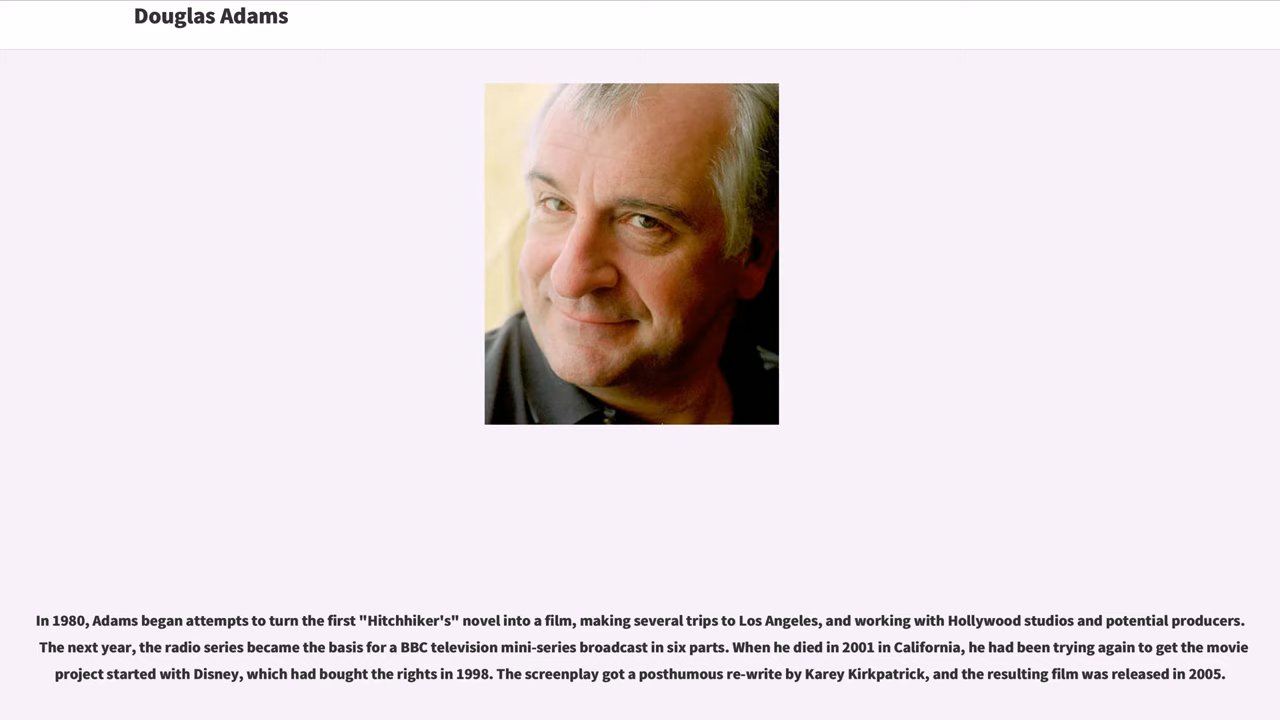 Douglas Adams
In 1980, Adams began attempts to turn the first "Hitchhiker's" novel into a film, making several trips to Los Angeles, and working with Hollywood studios and potential producers.
The next year, the radio series became the basis for a BBC television mini-series broadcast in six parts. When he died in 2001 in California, he had been trying again to get the movie
project started with Disney, which had bought the rights in 1998. The screenplay got a posthumous re-write by Karey Kirkpatrick, and the resulting film was released in 2005.